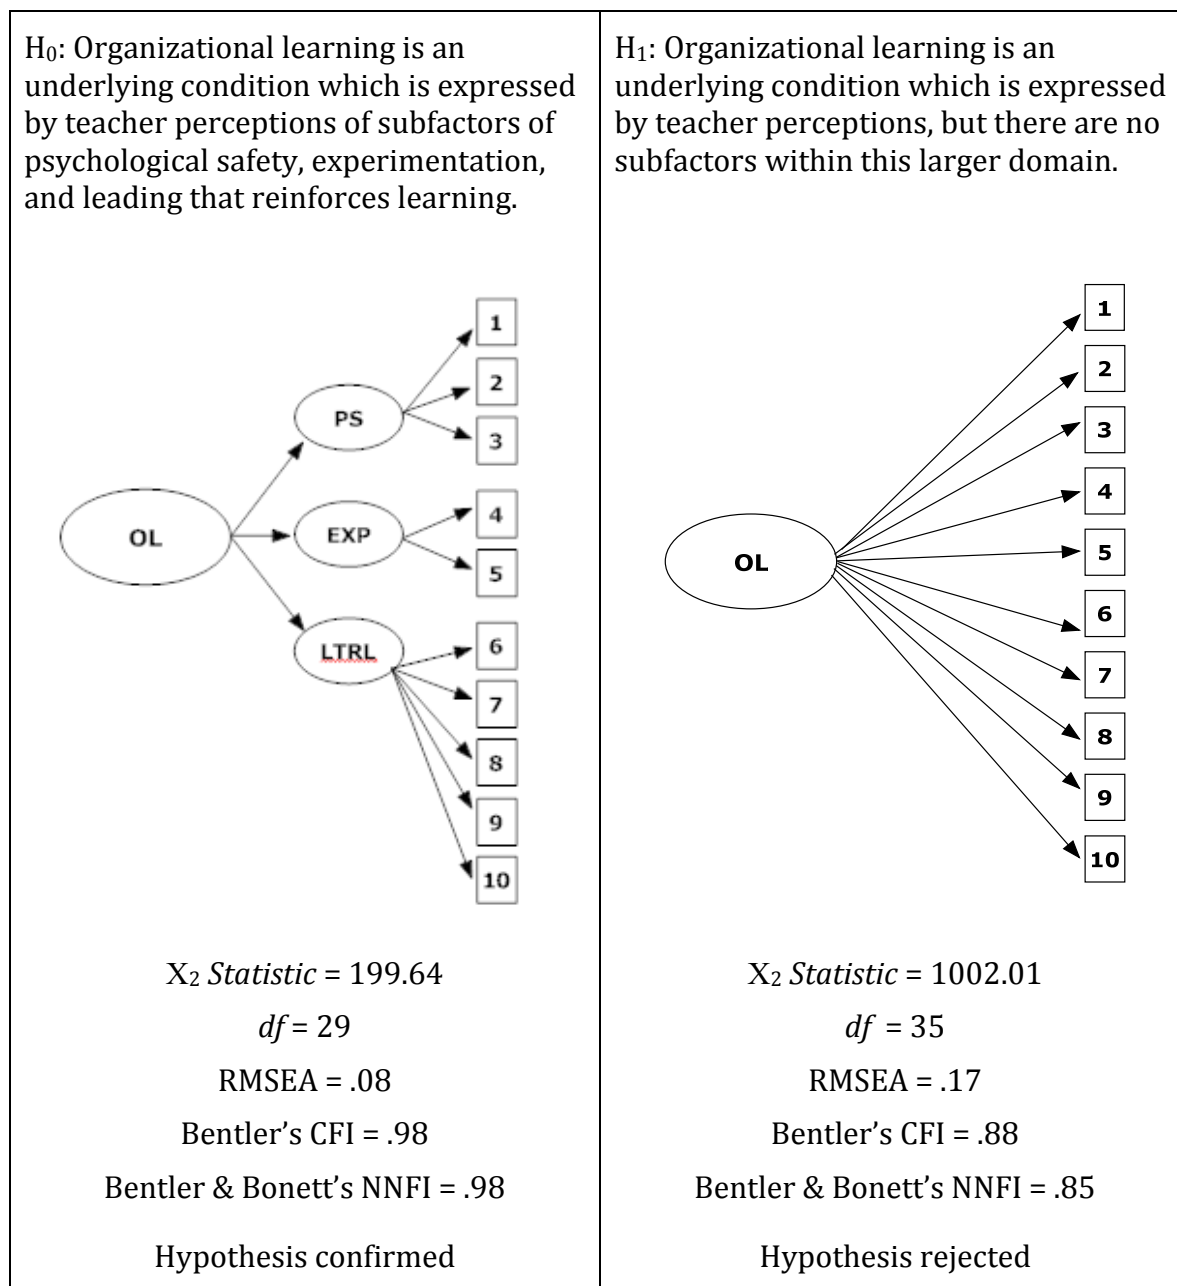 H₀: Organizational learning is an
underlying condition which is expressed
by teacher perceptions of subfactors of
psychological safety, experimentation,
and leading that reinforces learning.
OL
PS
EXP
LTRL
1
2
3
4
5
6
7
8
9
10
X₂ Statistic = 199.64
df = 29
RMSEA = .08
Bentler’s CFI = .98
Bentler & Bonett’s NNFI = .98
Hypothesis confirmed
H₁: Organizational learning is an
underlying condition which is expressed
by teacher perceptions, but there are no
subfactors within this larger domain.
OL
1
2
3
4
5
6
7
8
9
10
X₂ Statistic = 1002.01
df = 35
RMSEA = .17
Bentler’s CFI = .88
Bentler & Bonett’s NNFI = .85
Hypothesis rejected